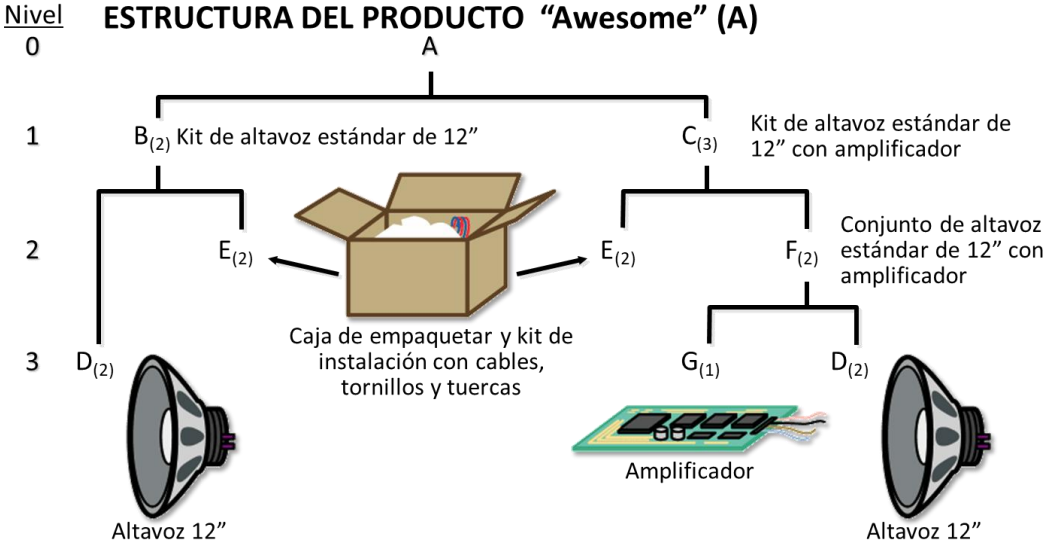 Nivel
ESTRUCTURA DEL PRODUCTO “Awesome” (A)
0
A
1
B(2) Kit de altavoz estándar de 12”
C(3)
Kit de altavoz estándar de
12” con amplificador
2
E(2)
E(2)
F(2)
Conjunto de altavoz
estándar de 12” con
amplificador
Caja de empaquetar y kit de
instalación con cables,
tornillos y tuercas
3
D(2)
G(1)
D(2)
Amplificador
Altavoz 12”
Altavoz 12”